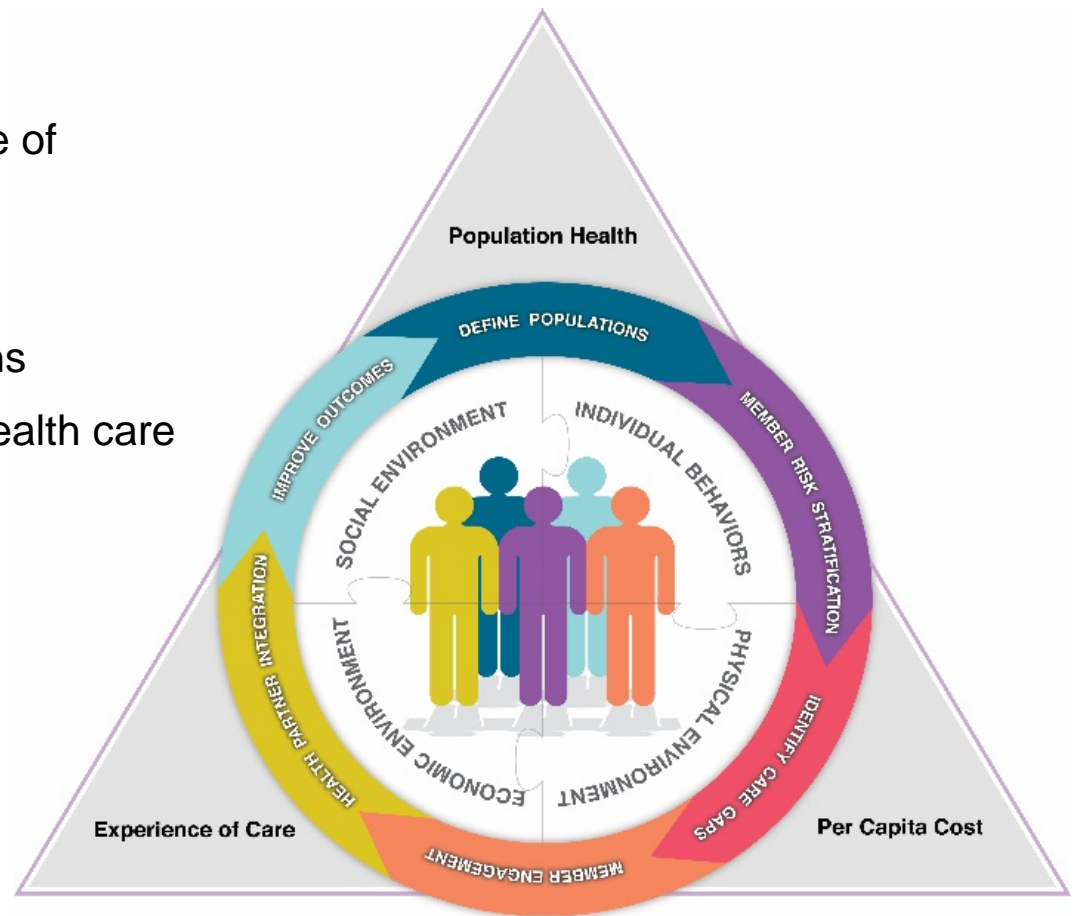 e of
ns
ealth care
Population Health
DEFINE POPULATIONS
MEMBER RISK STRATIFICATION
IDENTIFY CARE GAPS
MEMBER ENGAGEMENT
HEALTH PARTNER INTEGRATION
IMPROVE OUTCOMES
SOCIAL ENVIRONMENT
INDIVIDUAL BEHAVIORS
PHYSICAL ENVIRONMENT
ECONOMIC ENVIRONMENT
Experience of Care
Per Capita Cost